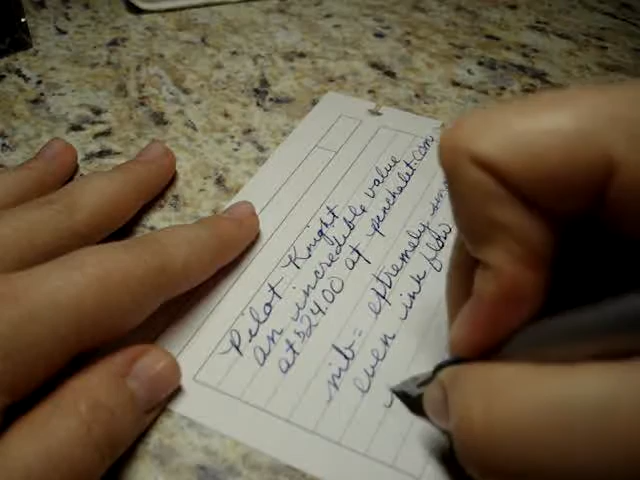 Pilot Knight
an incredible value
at $24.00 at penchalet.com
nib = extremely
even ink flow